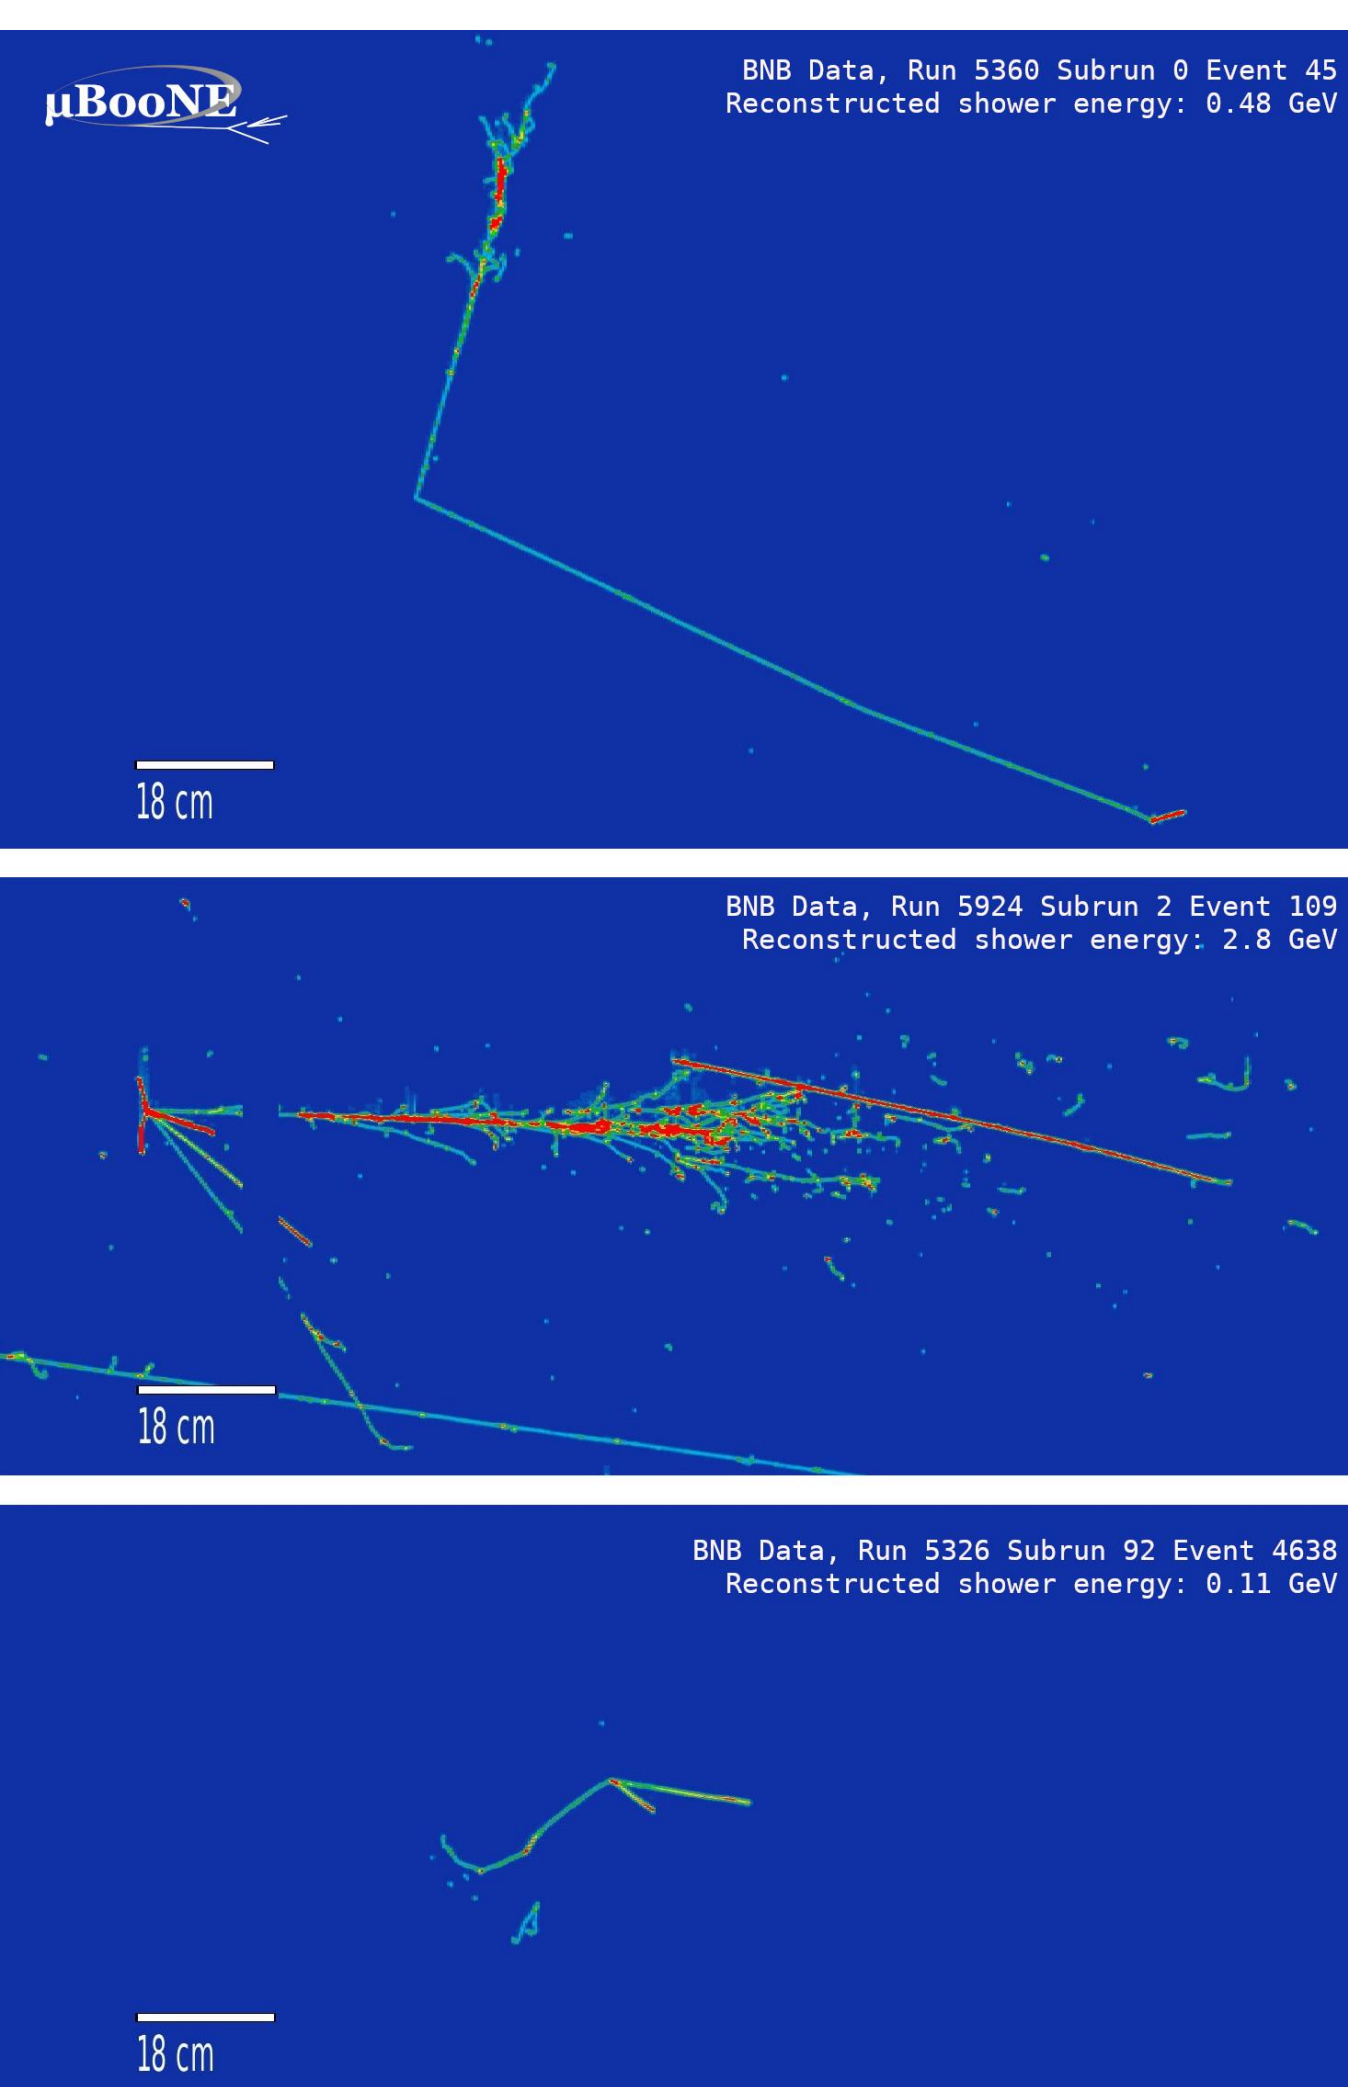 µBooNE
BNB Data, Run 5360 Subrun 0 Event 45
Reconstructed shower energy: 0.48 GeV
18 cm
BNB Data, Run 5924 Subrun 2 Event 109
Reconstructed shower energy: 2.8 GeV
18 cm
BNB Data, Run 5326 Subrun 92 Event 4638
Reconstructed shower energy: 0.11 GeV
18 cm